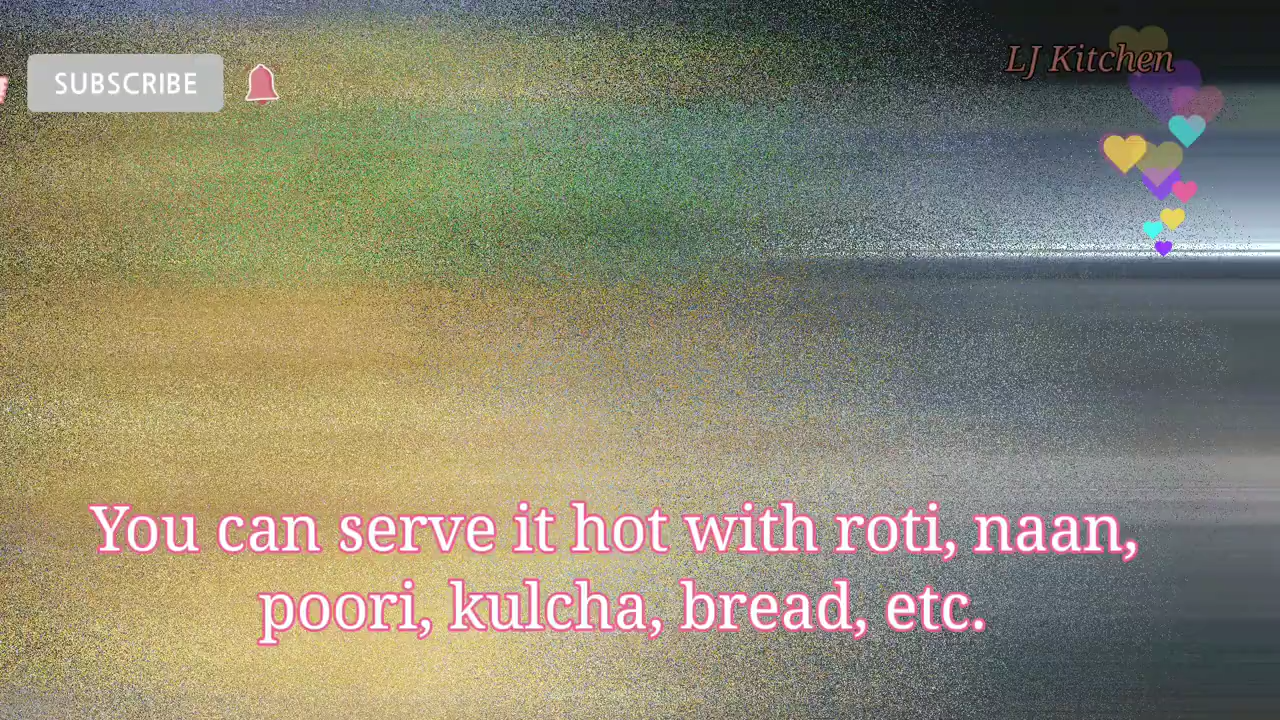 SUBSCRIBE
LJ Kitchen
You can serve it hot with roti, naan,
poori, kulcha, bread, etc.